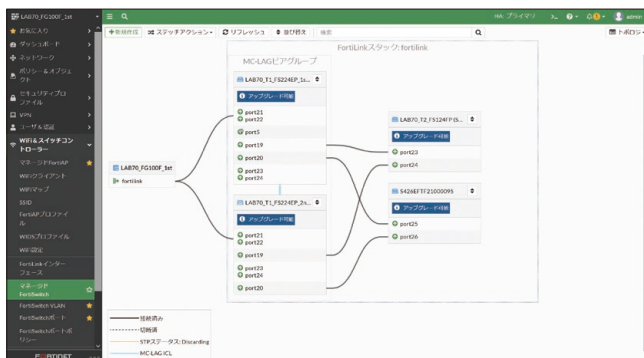 LAB70_FG100F_1st
HA: プライマリ
admin
+新規作成
ステッチアクション
リフレッシュ
並び替え
検索
トポロジ
お気に入り
ダッシュボード
ネットワーク
ポリシー&オブジェ
クト
セキュリティプロ
ファイル
VPN
ユーザ&認証
WiFi&スイッチコン
トローラー
マネージドFortiAP
WiFiクライアント
WiFiマップ
SSID
FortiAPプロファイ
ル
WIDSプロファイル
WiFi設定
FortiLinkインター
フェース
マネージド
FortiSwitch
FortiSwitch VLAN
FortiSwitchポート
FortiSwitchポートポ
リシー
FORTINET
FortiLinkスタック: fortilink
MC-LAGピアグループ
LAB70_FG100F_1st
fortilink
LAB70_T1_FS224EP_1s...
アップグレード可能
port21
port22
port5
port19
port20
port23
port24
LAB70_T1_FS224EP_2n...
アップグレード可能
port21
port22
port19
port23
port24
port20
LAB70_T2_FS124FP (S...
アップグレード可能
port23
port24
S426EFTF21000095
アップグレード可能
port25
port26
接続済み
切断済
STPステータス: Discarding
MC-LAG ICL